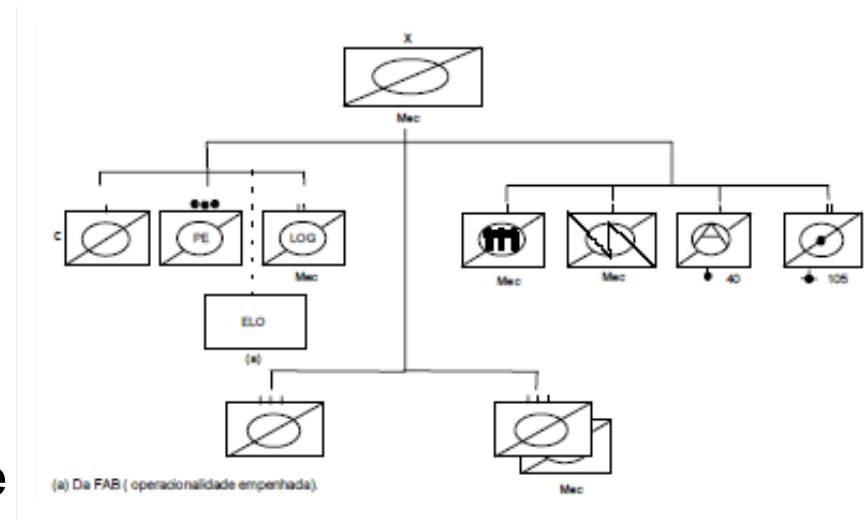 X
Mec
C
PE
LOG
Mec
Mec
Mec
40
105
ELO
(a)
Mec
e
(a) Da FAB ( operacionalidade empenhada).